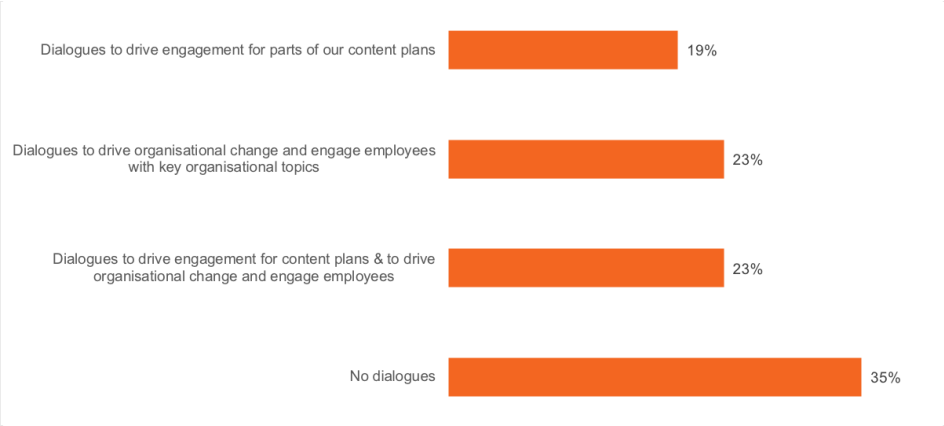 Dialogues to drive engagement for parts of our content plans
19%
Dialogues to drive organisational change and engage employees
with key organisational topics
23%
Dialogues to drive engagement for content plans & to drive
organisational change and engage employees
23%
No dialogues
35%